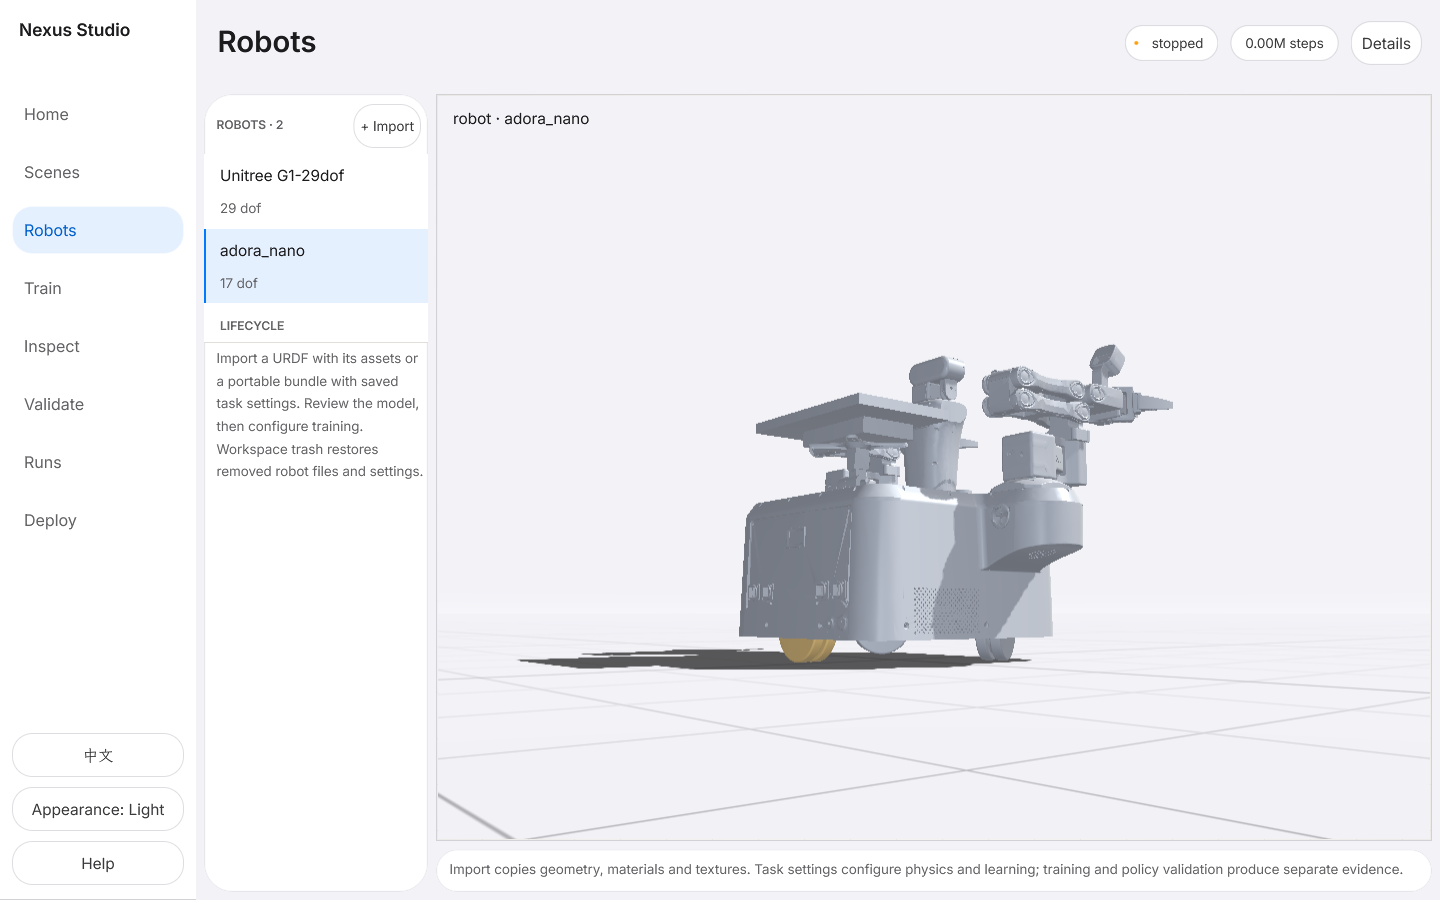 Nexus Studio
Home
Scenes
Robots
Train
Inspect
Validate
Runs
Deploy
中文
Appearance: Light
Help
Robots
stopped
0.00M steps
Details
ROBOTS · 2
+ Import
Unitree G1-29dof
29 dof
adora_nano
17 dof
LIFECYCLE
Import a URDF with its assets or
a portable bundle with saved
task settings. Review the model,
then configure training.
Workspace trash restores
removed robot files and settings.
robot · adora_nano
Import copies geometry, materials and textures. Task settings configure physics and learning; training and policy validation produce separate evidence.